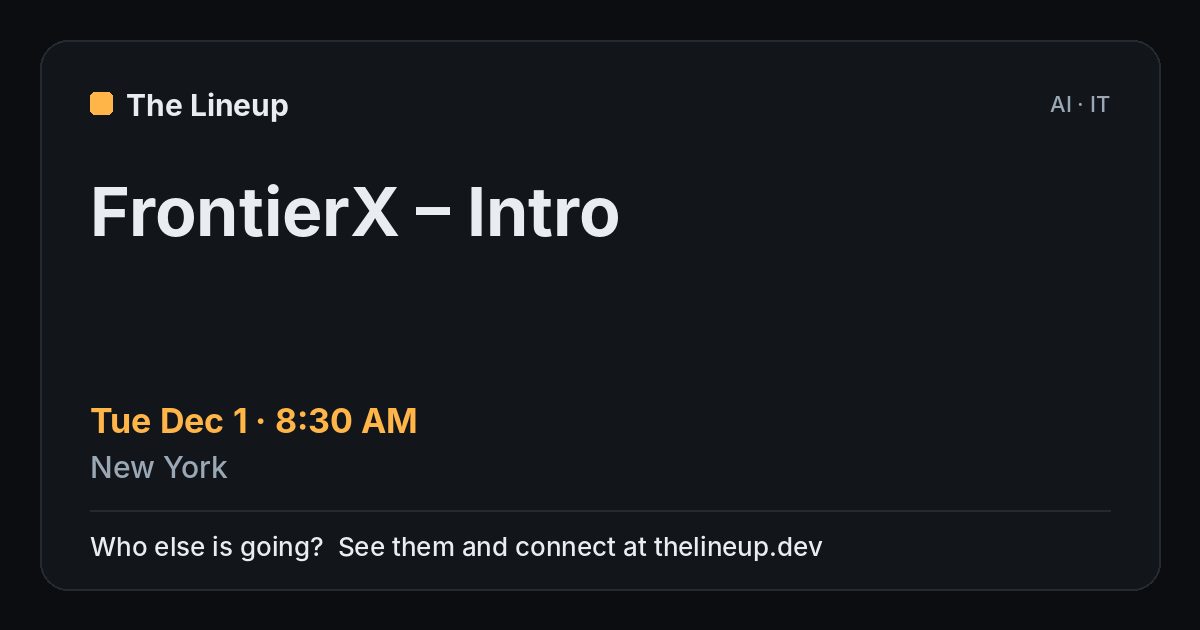 The Lineup
AI · IT
FrontierX – Intro
Tue Dec 1 · 8:30 AM
New York
Who else is going? See them and connect at thelineup.dev